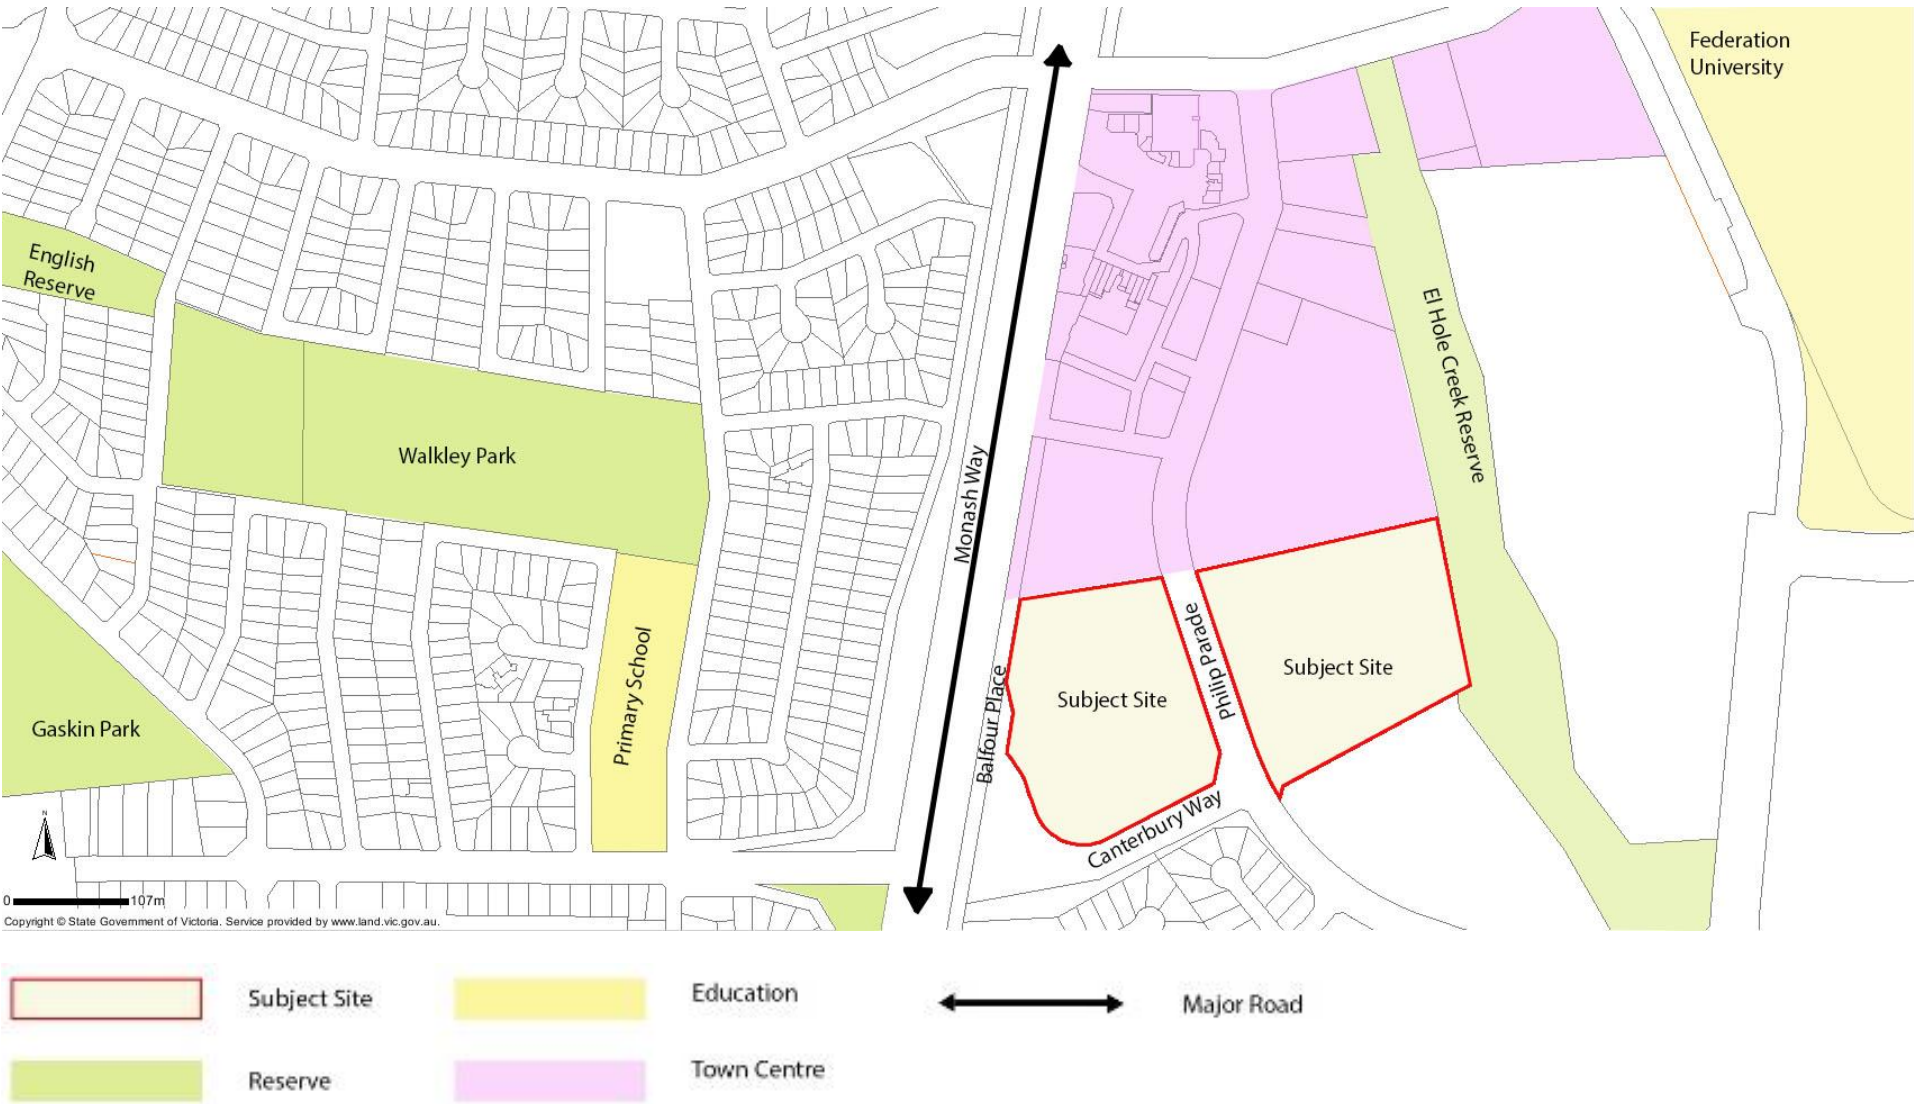 Federation
University
English
Reserve
El Hole Creek Reserve
Walkley Park
Monash Way
Philip Parade
Primary School
Subject Site
Balfour Place
Subject Site
Gaskin Park
Canterbury Way
N
0 107m
Copyright © State Government of Victoria. Service provided by www.land.vic.gov.au.
Subject Site
Education
Major Road
Reserve
Town Centre